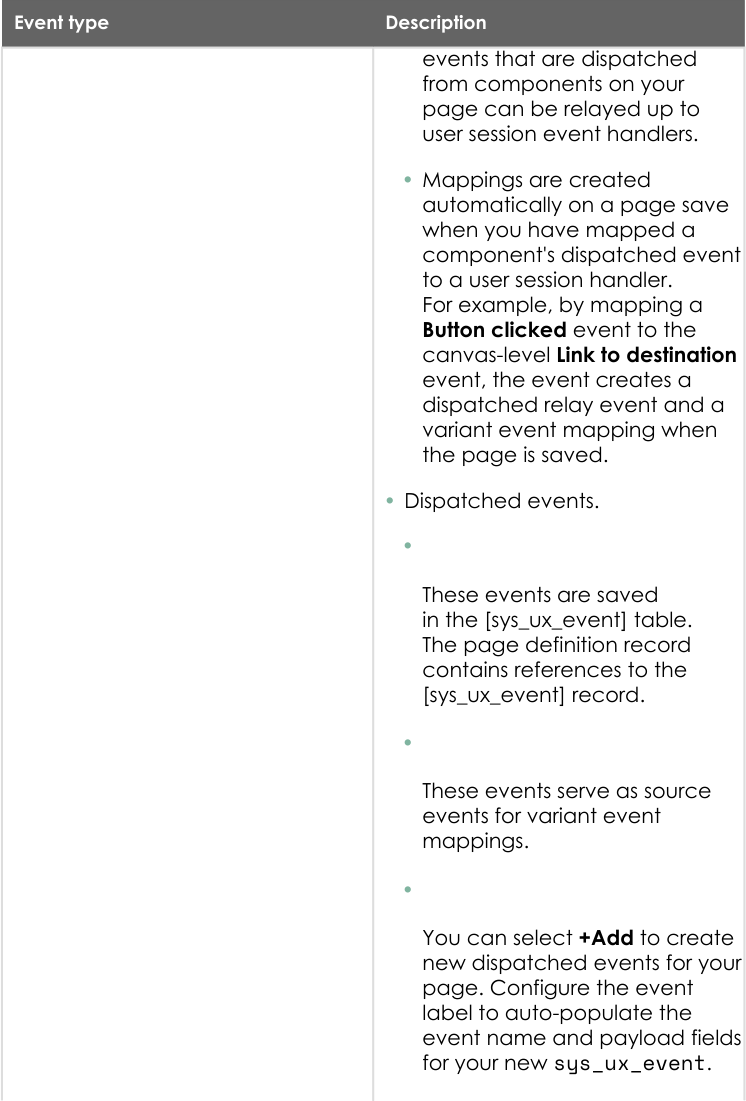 Event type
Description
events that are dispatched
from components on your
page can be relayed up to
user session event handlers.
• Mappings are created
automatically on a page save
when you have mapped a
component's dispatched event
to a user session handler.
For example, by mapping a
Button clicked event to the
canvas-level Link to destination
event, the event creates a
dispatched relay event and a
variant event mapping when
the page is saved.
• Dispatched events.
•
These events are saved
in the [sys_ux_event] table.
The page definition record
contains references to the
[sys_ux_event] record.
•
These events serve as source
events for variant event
mappings.
•
You can select +Add to create
new dispatched events for your
page. Configure the event
label to auto-populate the
event name and payload fields
for your new sys_ux_event.